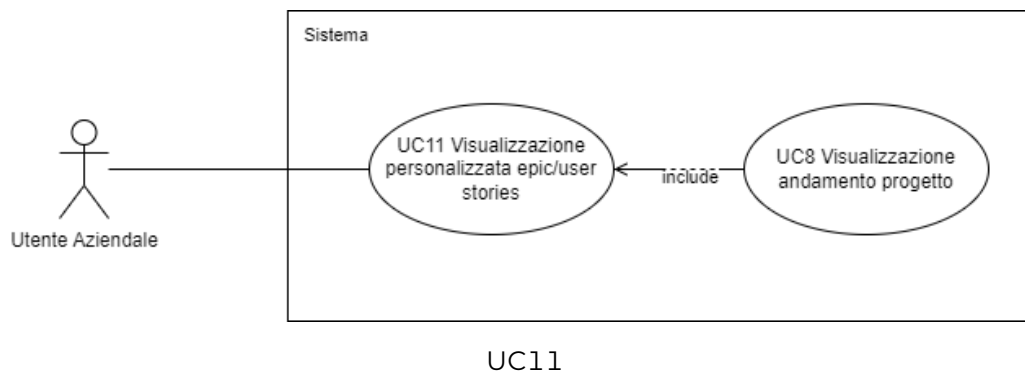 Sistema
UC11 Visualizzazione
personalizzata epic/user
stories
include
UC8 Visualizzazione
andamento progetto
Utente Aziendale
UC11